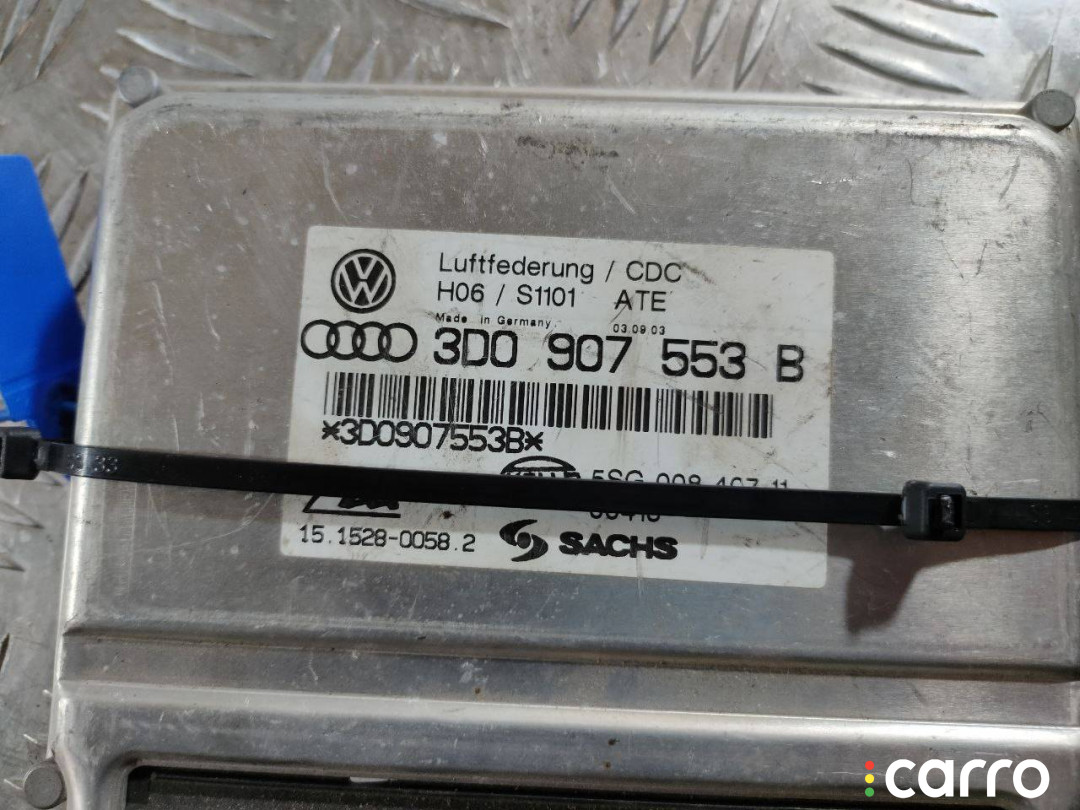 Luftfederung / CDC
H06 / S1101 ATE
Made in Germany. 03.09.03
3D0 907 553 B
*3D0907553B*
15.1528-0058.2
SACHS
carro